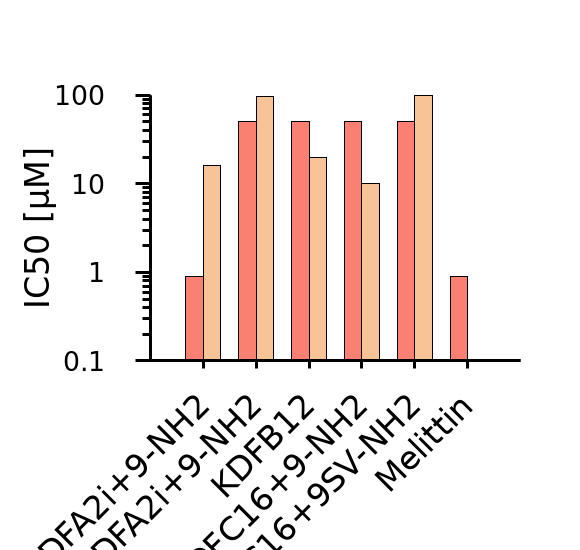 100
10
1
0.1
IC50 [µM]
DFA2i+9-NH2
DFA2i+9-NH2
KDFB12
FC16+9-NH2
16+9SV-NH2
Melittin